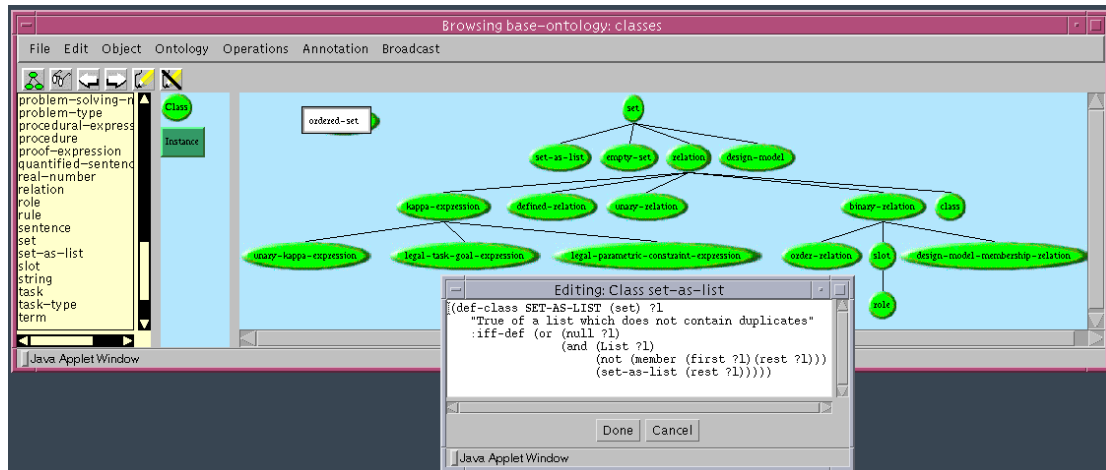 Browsing base-ontology: classes
File Edit Object Ontology Operations Annotation Broadcast
problem-solving-m
problem-type
procedural-express
procedure
proof-expression
quantified-sentenc
real-number
relation
role
rule
sentence
set
set-as-list
slot
string
task
task-type
term
Class
Instance
ordered-set
set
set-as-list empty-set relation design-model
kappa-expression defined-relation unary-relation binary-relation class
unary-kappa-expression legal-task-goal-expression legal-parametric-constraint-expression order-relation slot design-model-membership-relation
role
Java Applet Window
Editing: Class set-as-list
(def-class SET-AS-LIST (set) ?l
"True of a list which does not contain duplicates"
:iff-def (or (null ?l)
(and (List ?l)
(not (member (first ?l)(rest ?l)))
(set-as-list (rest ?l)))))
Done Cancel
Java Applet Window